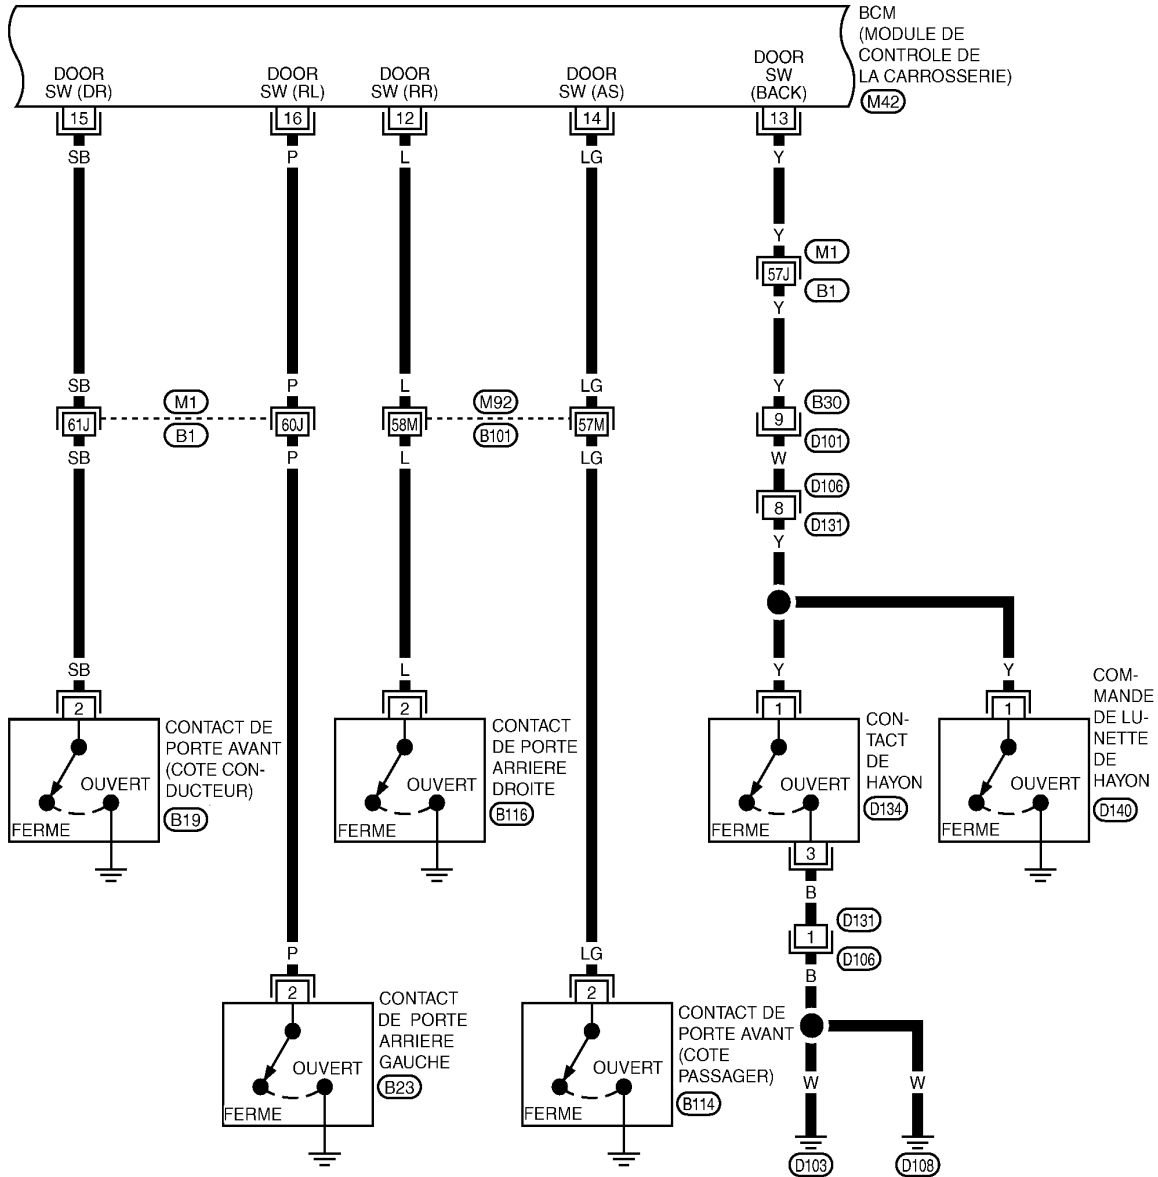 BCM
(MODULE DE
CONTROLE DE
LA CARROSSERIE)
M42
DOOR
SW (DR)
DOOR
SW (RL)
DOOR
SW (RR)
DOOR
SW (AS)
DOOR
SW
(BACK)
15
16
12
14
13
SB
P
L
LG
Y
Y
M1
57J
B1
Y
SB
P
L
LG
Y
M1
M92
B30
61J
60J
58M
57M
9
B1
B101
D101
SB
P
L
LG
W
D106
8
D131
Y
SB
L
Y
Y
2
2
1
1
CONTACT DE
PORTE AVANT
(COTE CON-
DUCTEUR)
B19
OUVERT
FERME
CONTACT
DE PORTE
ARRIERE
DROITE
B116
OUVERT
FERME
CON-
TACT
DE
HAYON
D134
OUVERT
FERME
COM-
MANDE
DE LU-
NETTE
DE
HAYON
D140
OUVERT
FERME
3
B
D131
1
D106
B
P
LG
2
2
CONTACT
DE PORTE
ARRIERE
GAUCHE
B23
OUVERT
FERME
CONTACT DE
PORTE AVANT
(COTE
PASSAGER)
B114
OUVERT
FERME
W
W
D103
D108